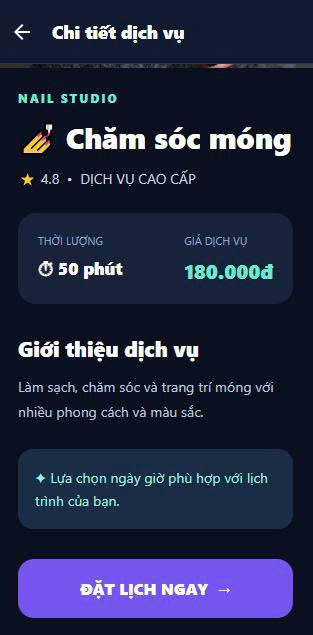 ← Chi tiết dịch vụ
NAIL STUDIO
💅 Chăm sóc móng
★ 4.8 • DỊCH VỤ CAO CẤP
THỜI LƯỢNG GIÁ DỊCH VỤ
⏱ 50 phút 180.000đ
Giới thiệu dịch vụ
Làm sạch, chăm sóc và trang trí móng với
nhiều phong cách và màu sắc.
✦ Lựa chọn ngày giờ phù hợp với lịch
trình của bạn.
ĐẶT LỊCH NGAY →